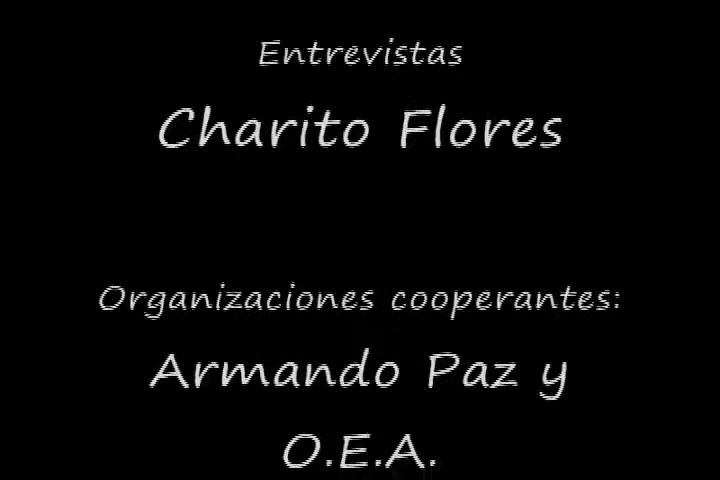 Entrevistas
Charito Flores
Organizaciones cooperantes:
Armando Paz y
O.E.A.